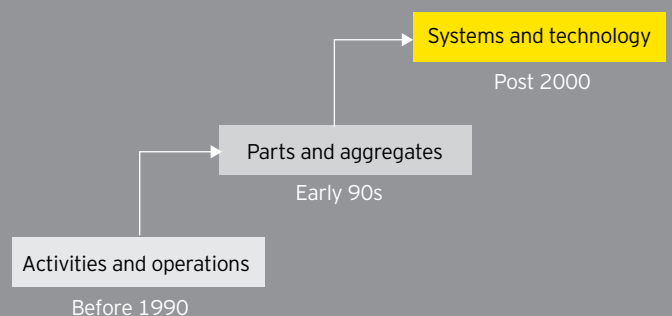 Systems and technology
Post 2000
Parts and aggregates
Early 90s
Activities and operations
Before 1990